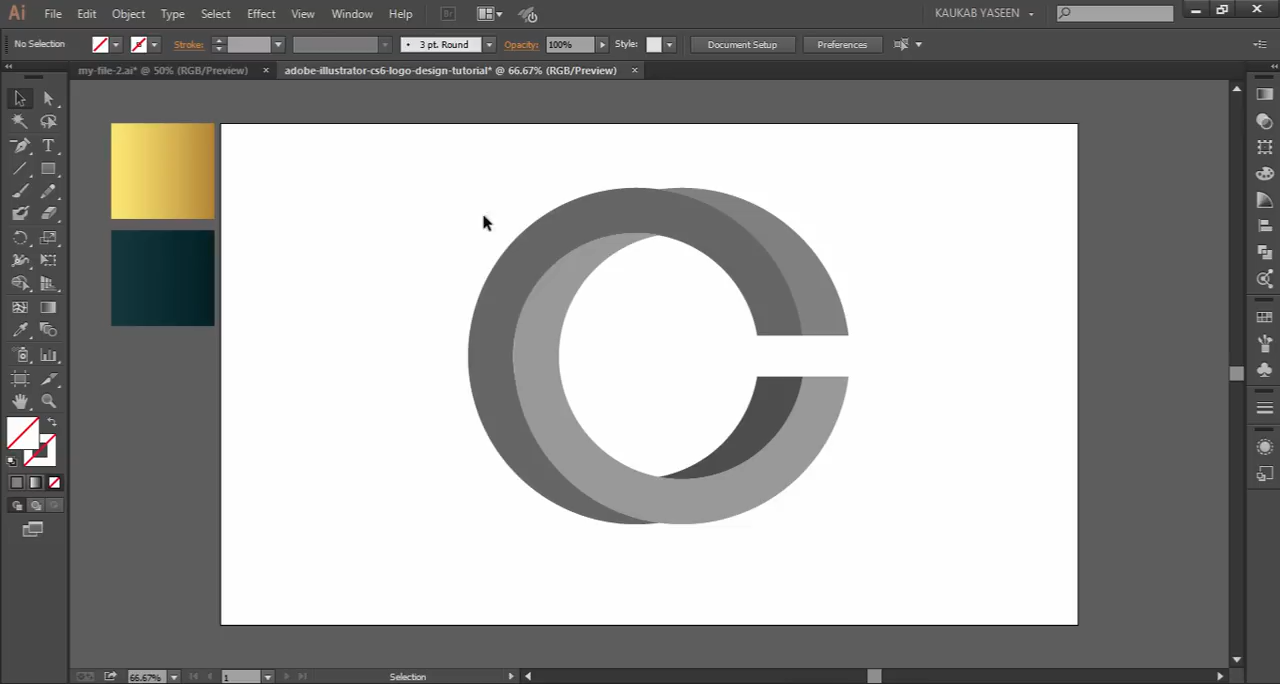 Ai File Edit Object Type Select Effect View Window Help Br KAUKAB YASEEN
No Selection Stroke: 3 pt. Round Opacity: 100% Style: Document Setup Preferences
my-file-2.ai* @ 50% (RGB/Preview) × adobe-illustrator-cs6-logo-design-tutorial* @ 66.67% (RGB/Preview) ×
T
66.67% 1 Selection